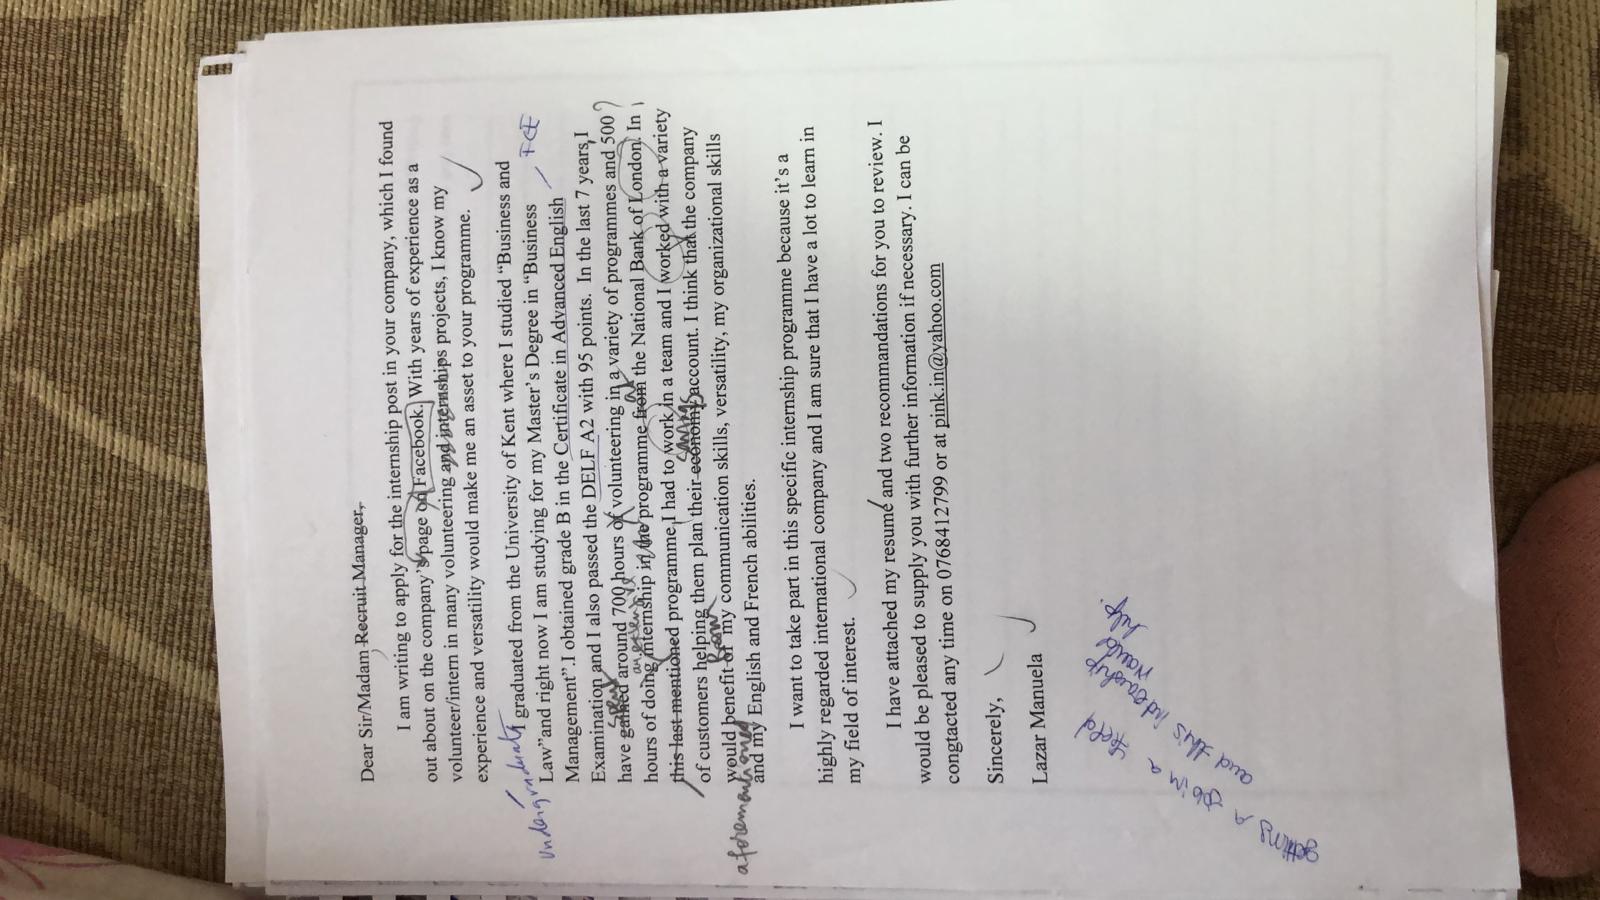 Dear Sir/Madam Recruit Manager,
I am writing to apply for the internship post in your company, which I found
out about on the company's page on Facebook. With years of experience as a
volunteer/intern in many volunteering and internships projects, I know my
experience and versatility would make me an asset to your programme.
undergraduate
I graduated from the University of Kent where I studied “Business and
Law”and right now I am studying for my Master's Degree in “Business
FCE
Management”.I obtained grade B in the Certificate in Advanced English
Examination and I also passed the DELF A2 with 95 points. In the last 7 years, I
spent
have gained around 700 hours of volunteering in a variety of programmes and 500 ?
an extensive
at
hours of doing internship in the programme from the National Bank of London. In
this last mentioned programme, I had to work in a team and I worked with a variety
savings
of customers helping them plan their economy account. I think that the company
from
would benefit of my communication skills, versatility, my organizational skills
aforementioned
and my English and French abilities.
I want to take part in this specific internship programme because it's a
highly regarded international company and I am sure that I have a lot to learn in
my field of interest.
I have attached my resumé and two recommandations for you to review. I
would be pleased to supply you with further information if necessary. I can be
congtacted any time on 0768412799 or at pink.in@yahoo.com
Sincerely,
Lazar Manuela
getting a job in a field
and this internship
would
help.